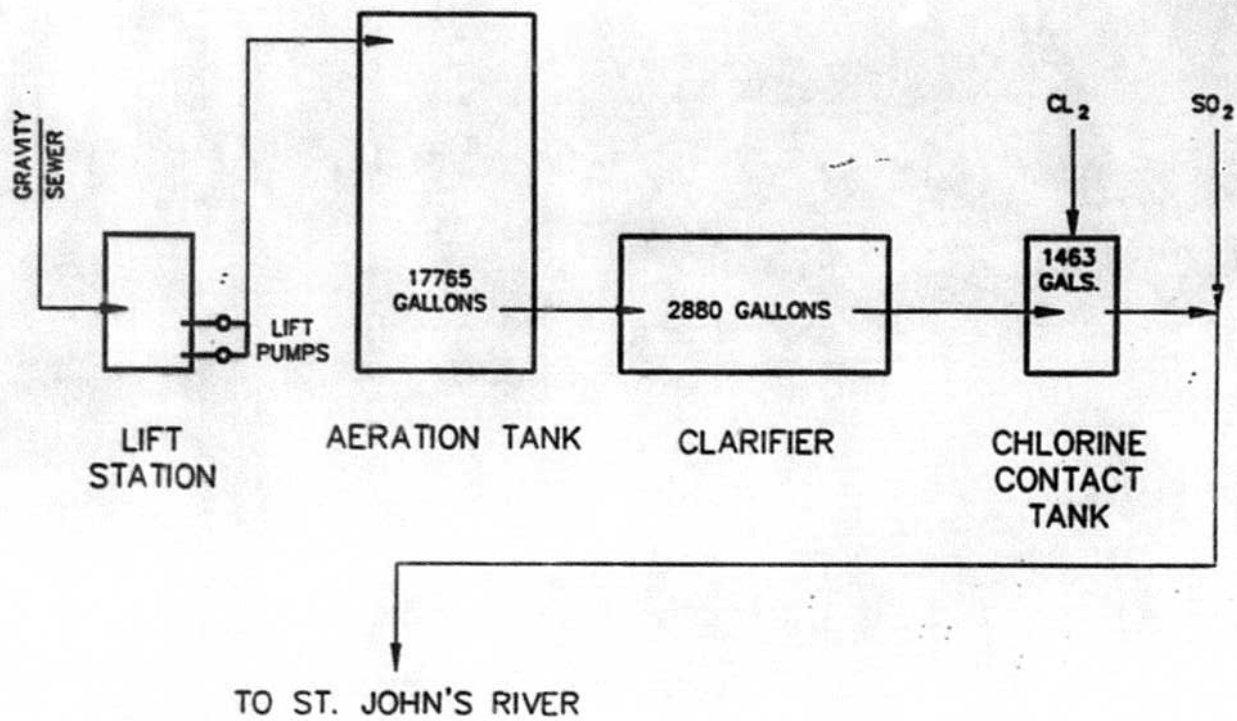 GRAVITY
SEWER
LIFT
PUMPS
LIFT
STATION
17765
GALLONS
AERATION TANK
2880 GALLONS
CLARIFIER
CL₂
SO₂
1463
GALS.
CHLORINE
CONTACT
TANK
TO ST. JOHN'S RIVER